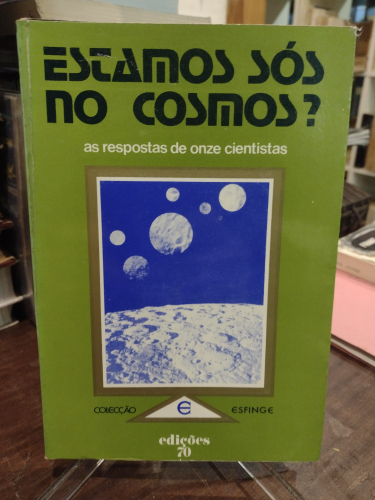 ESTAMOS SÓS
NO COSMOS?
as respostas de onze cientistas
COLECÇÃO e ESFINGE
edições
70